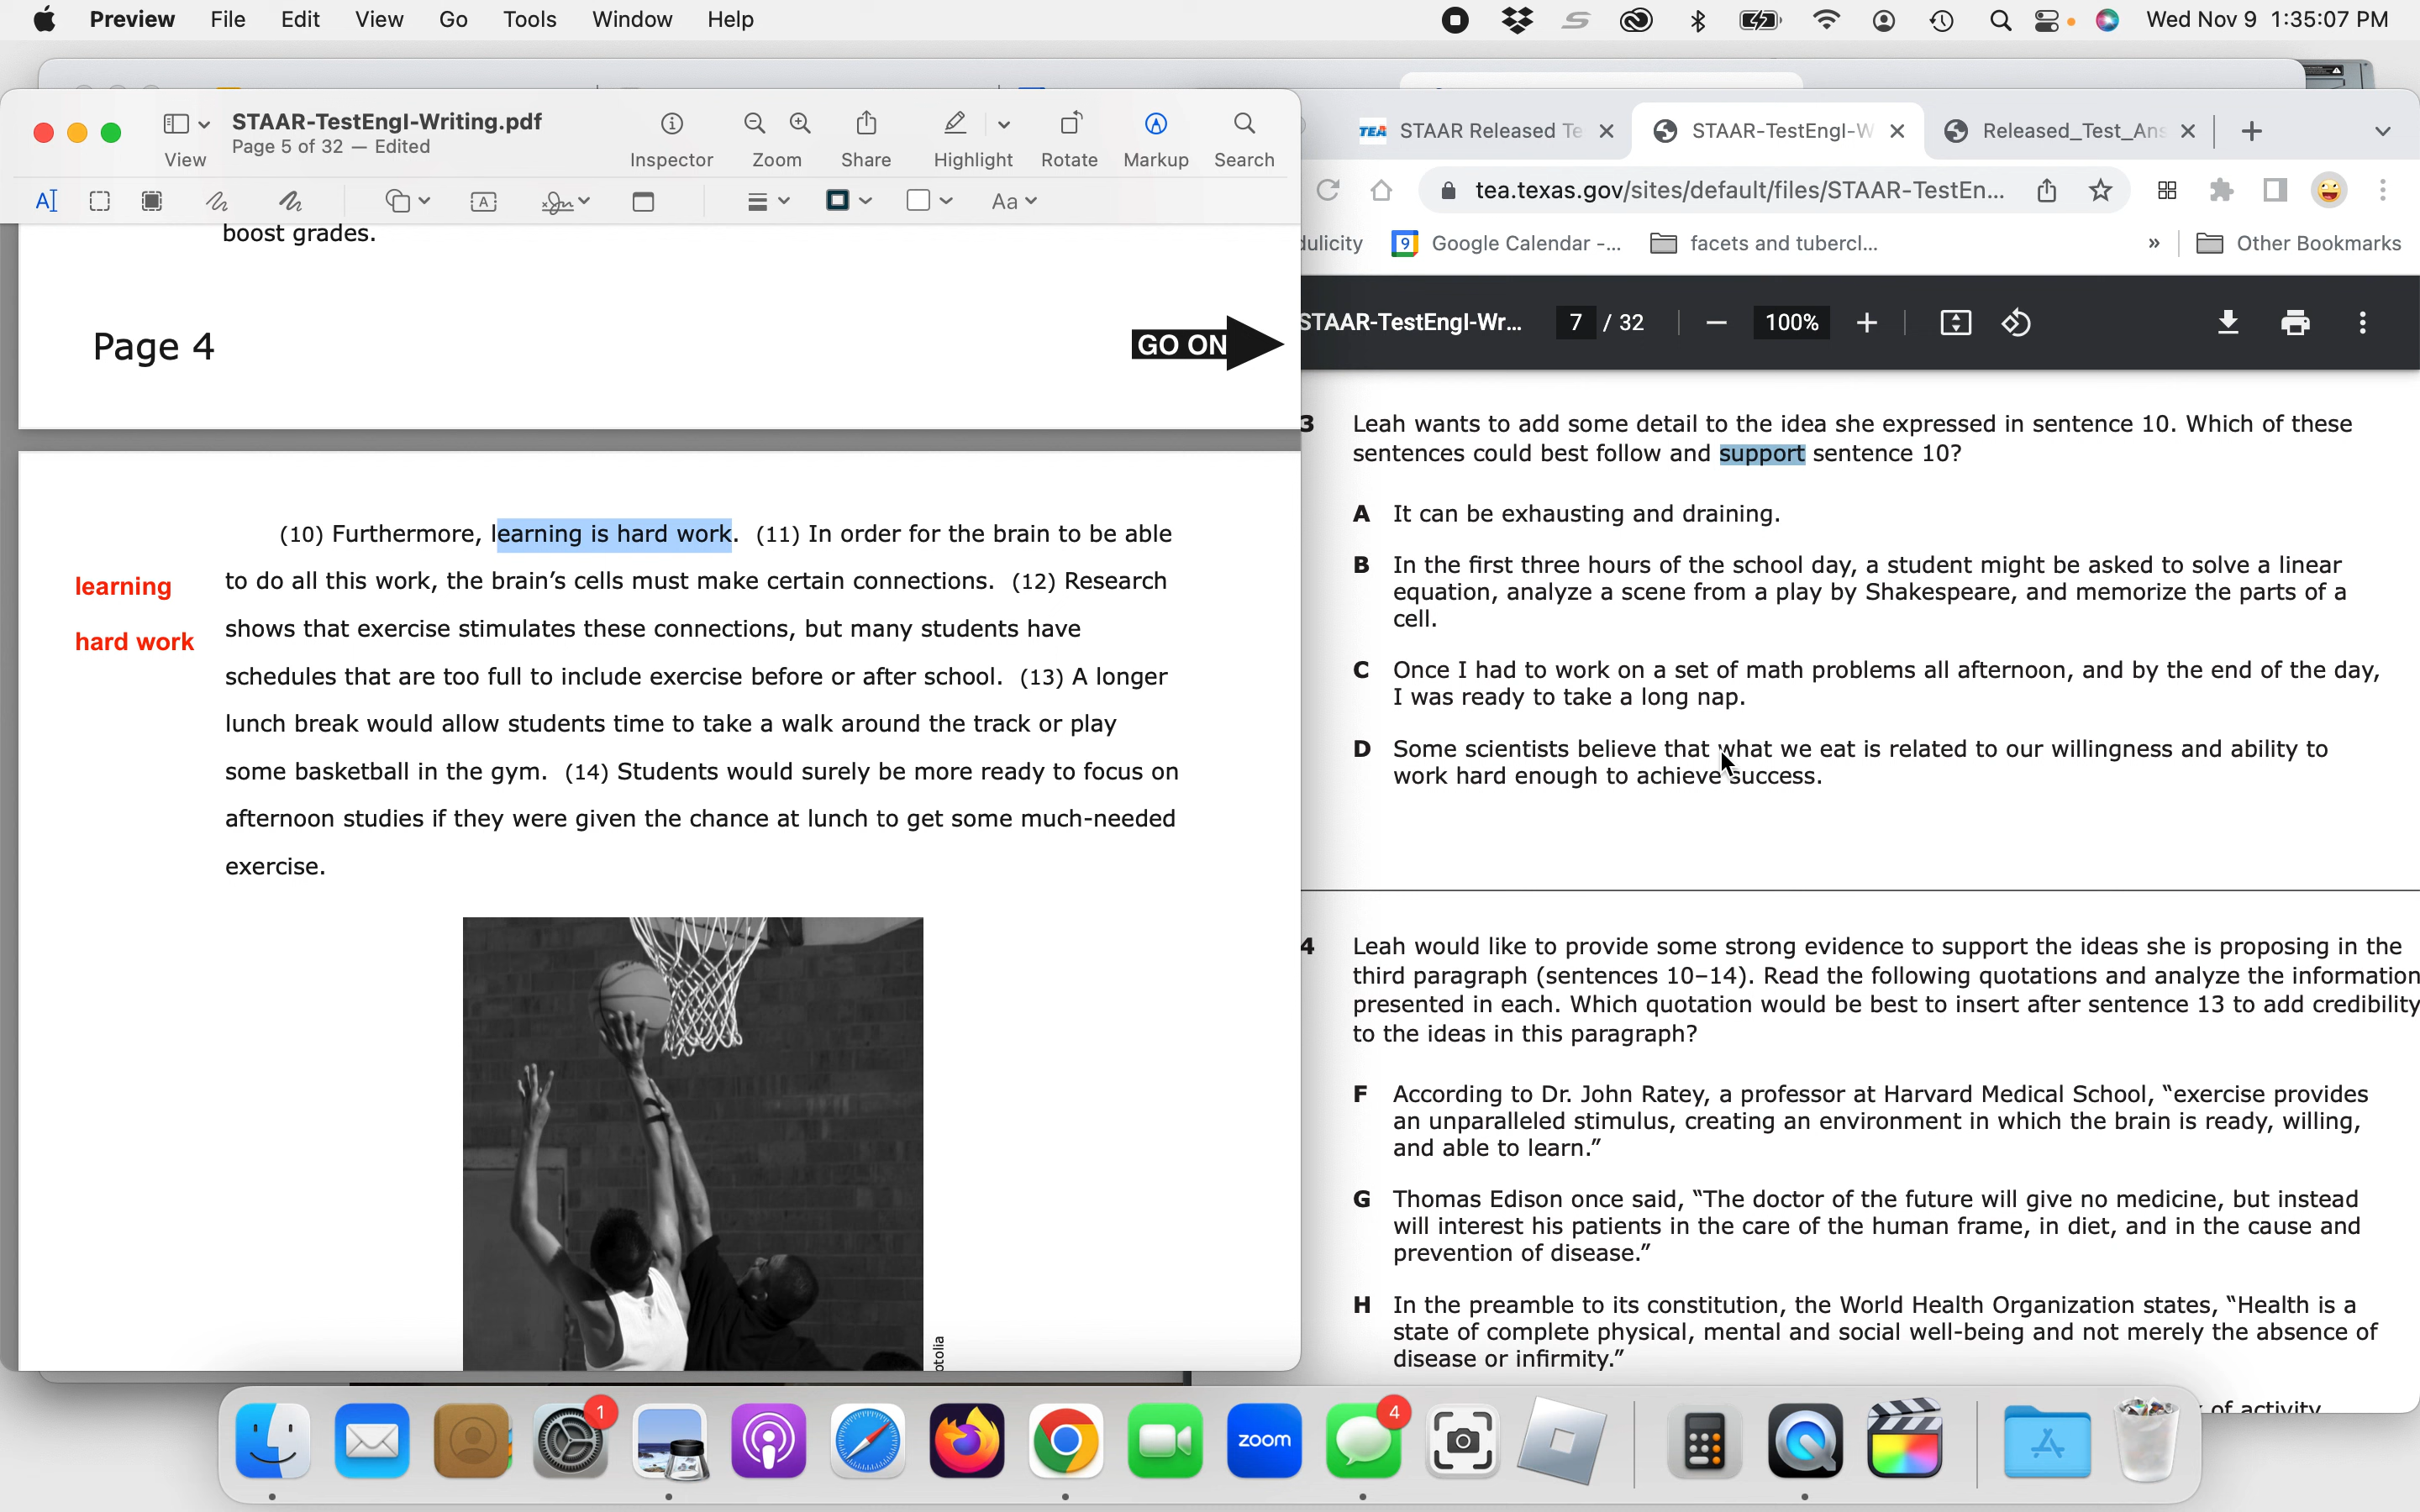 Preview File Edit View Go Tools Window Help
Wed Nov 9 1:35:07 PM
STAAR-TestEngI-Writing.pdf
Page 5 of 32 — Edited
View
Inspector
Zoom
Share
Highlight
Rotate
Markup
Search
Aa
boost grades.
Page 4
GO ON
(10) Furthermore, learning is hard work. (11) In order for the brain to be able
to do all this work, the brain's cells must make certain connections. (12) Research
shows that exercise stimulates these connections, but many students have
schedules that are too full to include exercise before or after school. (13) A longer
lunch break would allow students time to take a walk around the track or play
some basketball in the gym. (14) Students would surely be more ready to focus on
afternoon studies if they were given the chance at lunch to get some much-needed
exercise.
learning
hard work
otolia
TEA STAAR Released Te
STAAR-TestEngI-W
Released_Test_Ans
tea.texas.gov/sites/default/files/STAAR-TestEn...
dulicity
9 Google Calendar -...
facets and tubercl...
» Other Bookmarks
STAAR-TestEngI-Wr... 7 / 32 100%
3 Leah wants to add some detail to the idea she expressed in sentence 10. Which of these
sentences could best follow and support sentence 10?
A It can be exhausting and draining.
B In the first three hours of the school day, a student might be asked to solve a linear
equation, analyze a scene from a play by Shakespeare, and memorize the parts of a
cell.
C Once I had to work on a set of math problems all afternoon, and by the end of the day,
I was ready to take a long nap.
D Some scientists believe that what we eat is related to our willingness and ability to
work hard enough to achieve success.
4 Leah would like to provide some strong evidence to support the ideas she is proposing in the
third paragraph (sentences 10–14). Read the following quotations and analyze the information
presented in each. Which quotation would be best to insert after sentence 13 to add credibility
to the ideas in this paragraph?
F According to Dr. John Ratey, a professor at Harvard Medical School, "exercise provides
an unparalleled stimulus, creating an environment in which the brain is ready, willing,
and able to learn."
G Thomas Edison once said, "The doctor of the future will give no medicine, but instead
will interest his patients in the care of the human frame, in diet, and in the cause and
prevention of disease."
H In the preamble to its constitution, the World Health Organization states, "Health is a
state of complete physical, mental and social well-being and not merely the absence of
disease or infirmity."
of activity
1
zoom
4